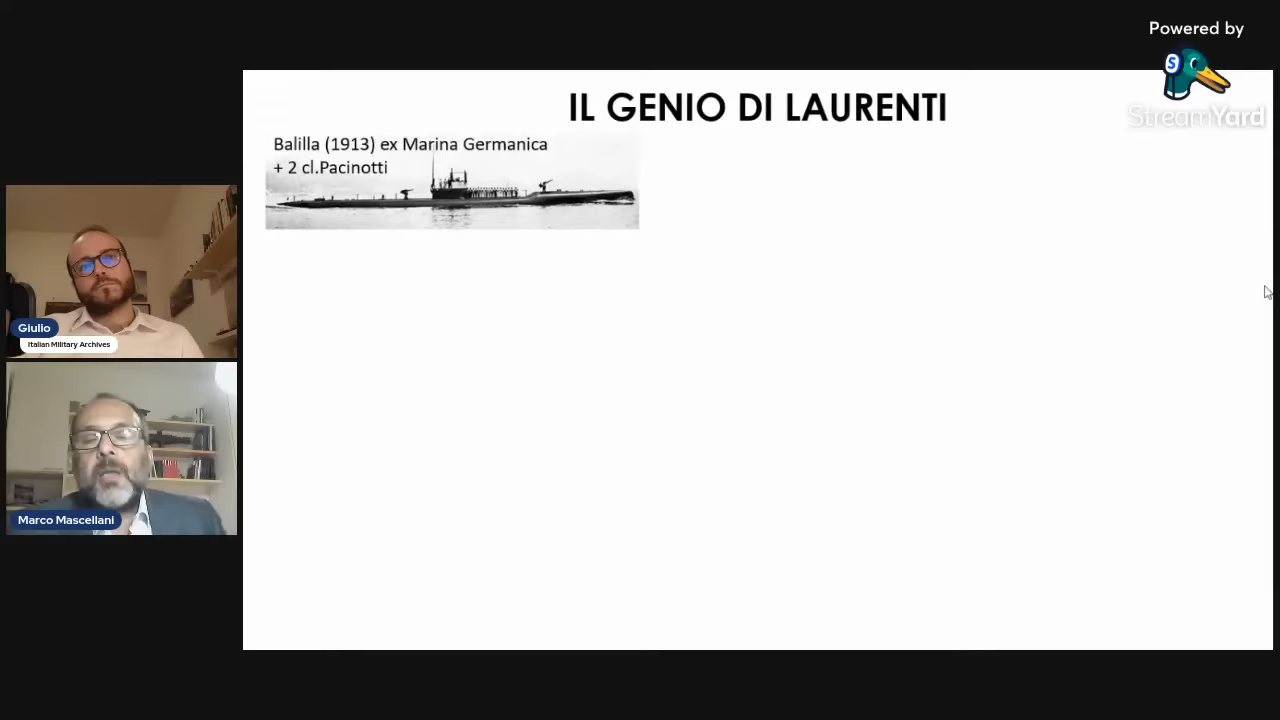 Powered by
StreamYard
IL GENIO DI LAURENTI
Balilla (1913) ex Marina Germanica
+ 2 cl.Pacinotti
Giulio
Italian Military Archives
Marco Mascellani